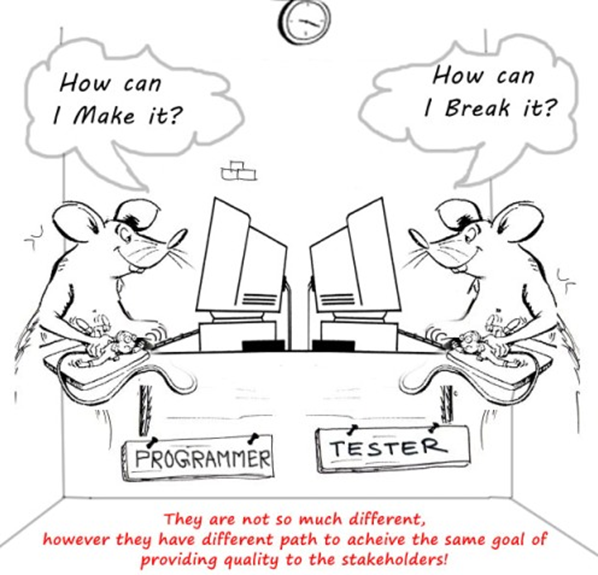 How can
I Make it?
How can
I Break it?
PROGRAMMER
TESTER
They are not so much different,
however they have different path to acheive the same goal of
providing quality to the stakeholders!